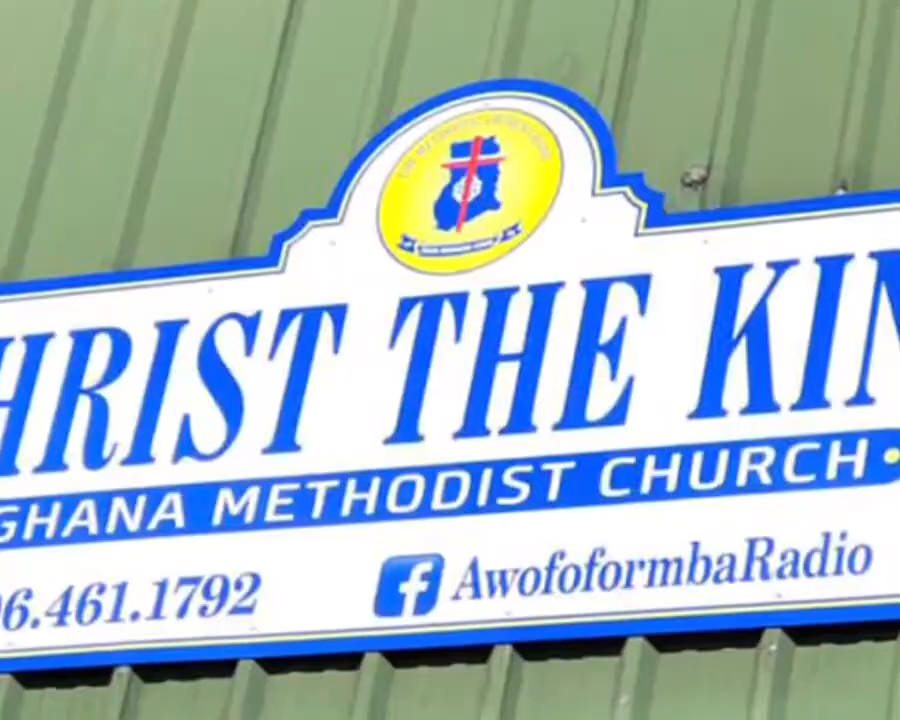 HRIST THE KIN
GHANA METHODIST CHURCH •
06.461.1792
f AwofoformbaRadio